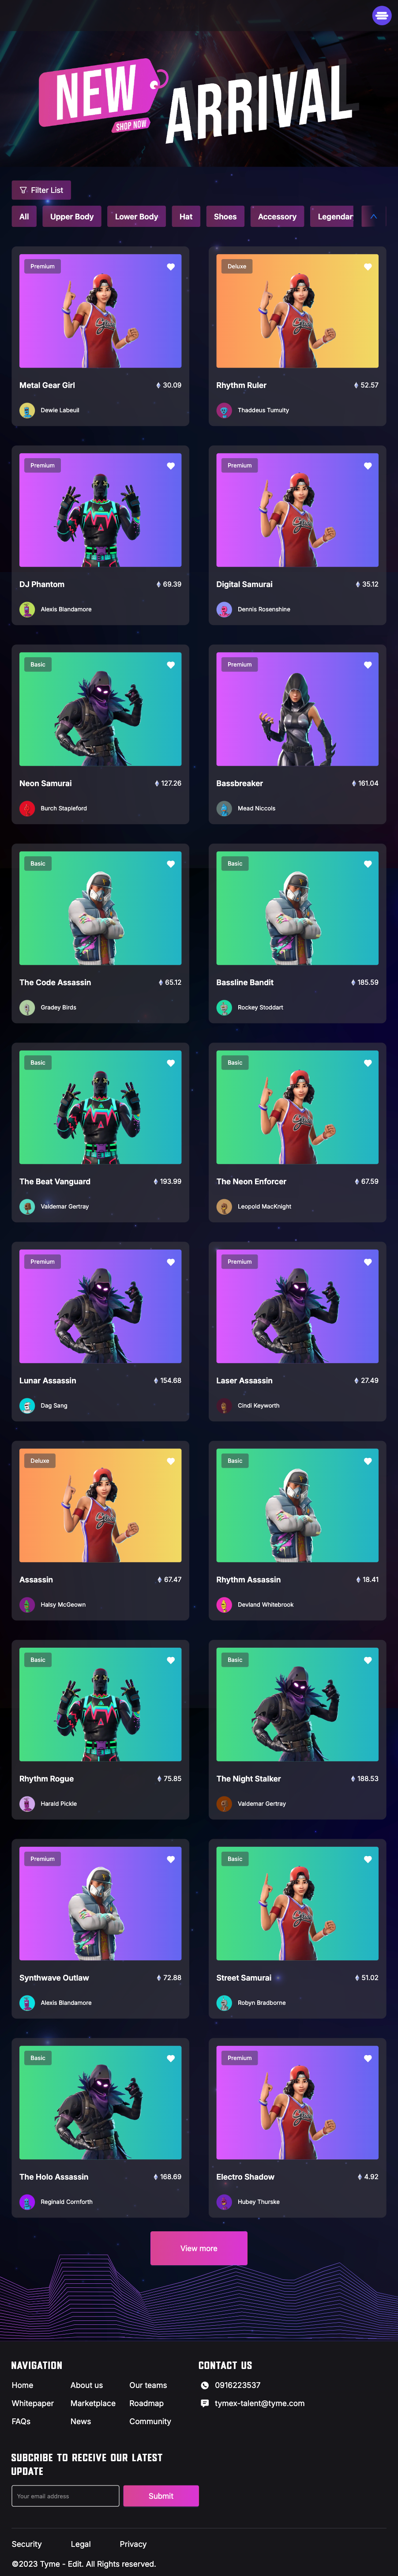 NEW
SHOP NOW
ARRIVAL
Filter List
All
Upper Body
Lower Body
Hat
Shoes
Accessory
Legendar
Premium
Metal Gear Girl
30.09
Dewie Labeuil
Deluxe
Rhythm Ruler
52.57
Thaddeus Tumulty
Premium
DJ Phantom
69.39
Alexis Blandamore
Premium
Digital Samurai
35.12
Dennis Rosenshine
Basic
Neon Samurai
127.26
Burch Stapleford
Premium
Bassbreaker
161.04
Mead Niccols
Basic
The Code Assassin
65.12
Gradey Birds
Basic
Bassline Bandit
185.59
Rockey Stoddart
Basic
The Beat Vanguard
193.99
Valdemar Gertray
Basic
The Neon Enforcer
67.59
Leopold MacKnight
Premium
Lunar Assassin
154.68
Dag Sang
Premium
Laser Assassin
27.49
Cindi Keyworth
Deluxe
Assassin
67.47
Halsy McGeown
Basic
Rhythm Assassin
18.41
Devland Whitebrook
Basic
Rhythm Rogue
75.85
Harald Pickle
Basic
The Night Stalker
188.53
Valdemar Gertray
Premium
Synthwave Outlaw
72.88
Alexis Blandamore
Basic
Street Samurai
51.02
Robyn Bradborne
Basic
The Holo Assassin
168.69
Reginald Cornforth
Premium
Electro Shadow
4.92
Hubey Thurske
View more
NAVIGATION
Home
About us
Our teams
Whitepaper
Marketplace
Roadmap
FAQs
News
Community
CONTACT US
0916223537
tymex-talent@tyme.com
SUBCRIBE TO RECEIVE OUR LATEST
UPDATE
Your email address
Submit
Security
Legal
Privacy
©2023 Tyme - Edit. All Rights reserved.